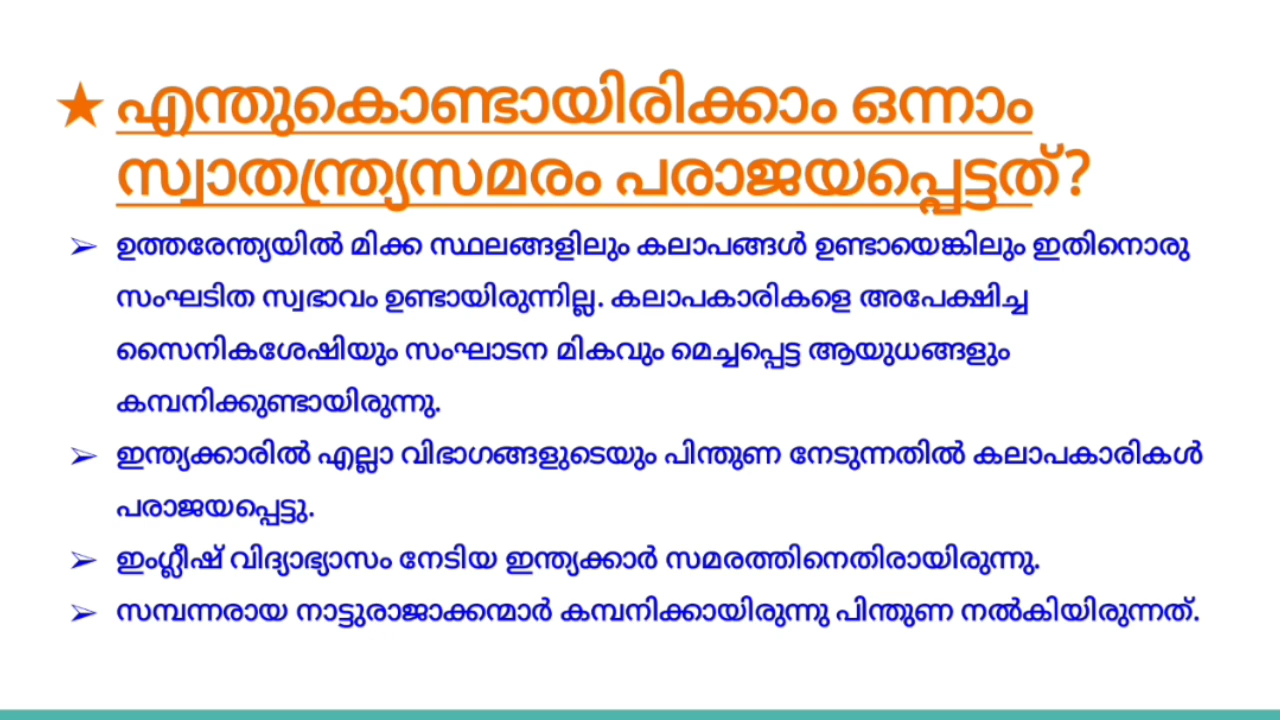 ★ എന്തുകൊണ്ടായിരിക്കാം ഒന്നാം
സ്വാതന്ത്ര്യസമരം പരാജയപ്പെട്ടത്?
➢ ഉത്തരേന്ത്യയിൽ മിക്ക സ്ഥലങ്ങളിലും കലാപങ്ങൾ ഉണ്ടായെങ്കിലും ഇതിനൊരു
സംഘടിത സ്വഭാവം ഉണ്ടായിരുന്നില്ല. കലാപകാരികളെ അപേക്ഷിച്ച
സൈനികശേഷിയും സംഘാടന മികവും മെച്ചപ്പെട്ട ആയുധങ്ങളും
കമ്പനിക്കുണ്ടായിരുന്നു.
➢ ഇന്ത്യക്കാരിൽ എല്ലാ വിഭാഗങ്ങളുടെയും പിന്തുണ നേടുന്നതിൽ കലാപകാരികൾ
പരാജയപ്പെട്ടു.
➢ ഇംഗ്ലീഷ് വിദ്യാഭ്യാസം നേടിയ ഇന്ത്യക്കാർ സമരത്തിനെതിരായിരുന്നു.
➢ സമ്പന്നരായ നാട്ടുരാജാക്കന്മാർ കമ്പനിക്കായിരുന്നു പിന്തുണ നൽകിയിരുന്നത്.